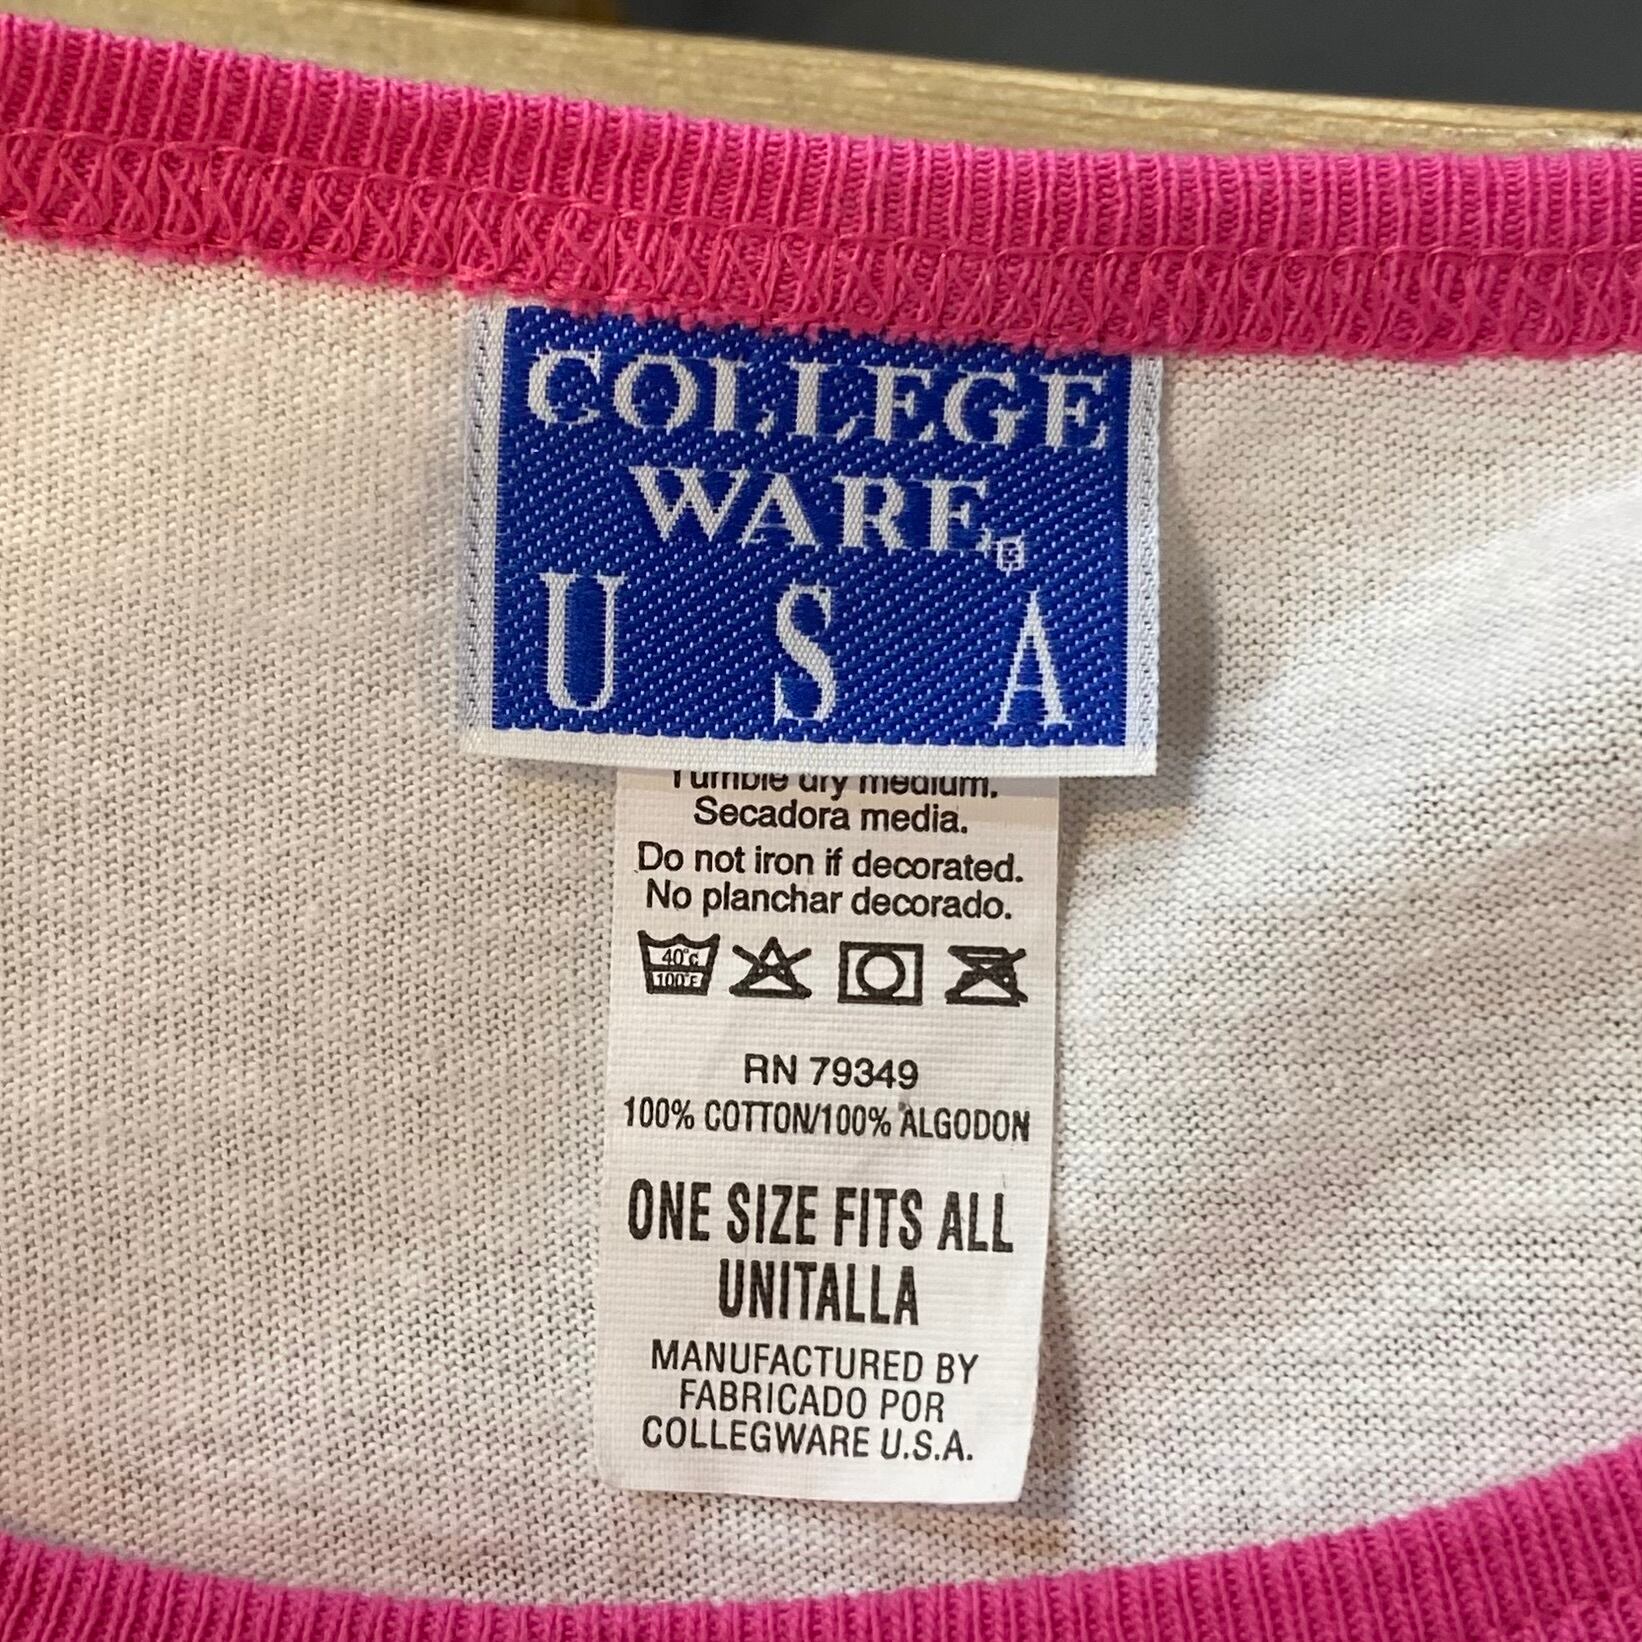 COLLEGE
WARE®
U S A
Tumble dry medium.
Secadora media.
Do not iron if decorated.
No planchar decorado.
40°C
100°F
RN 79349
100% COTTON/100% ALGODON
ONE SIZE FITS ALL
UNITALLA
MANUFACTURED BY
FABRICADO POR
COLLEGWARE U.S.A.